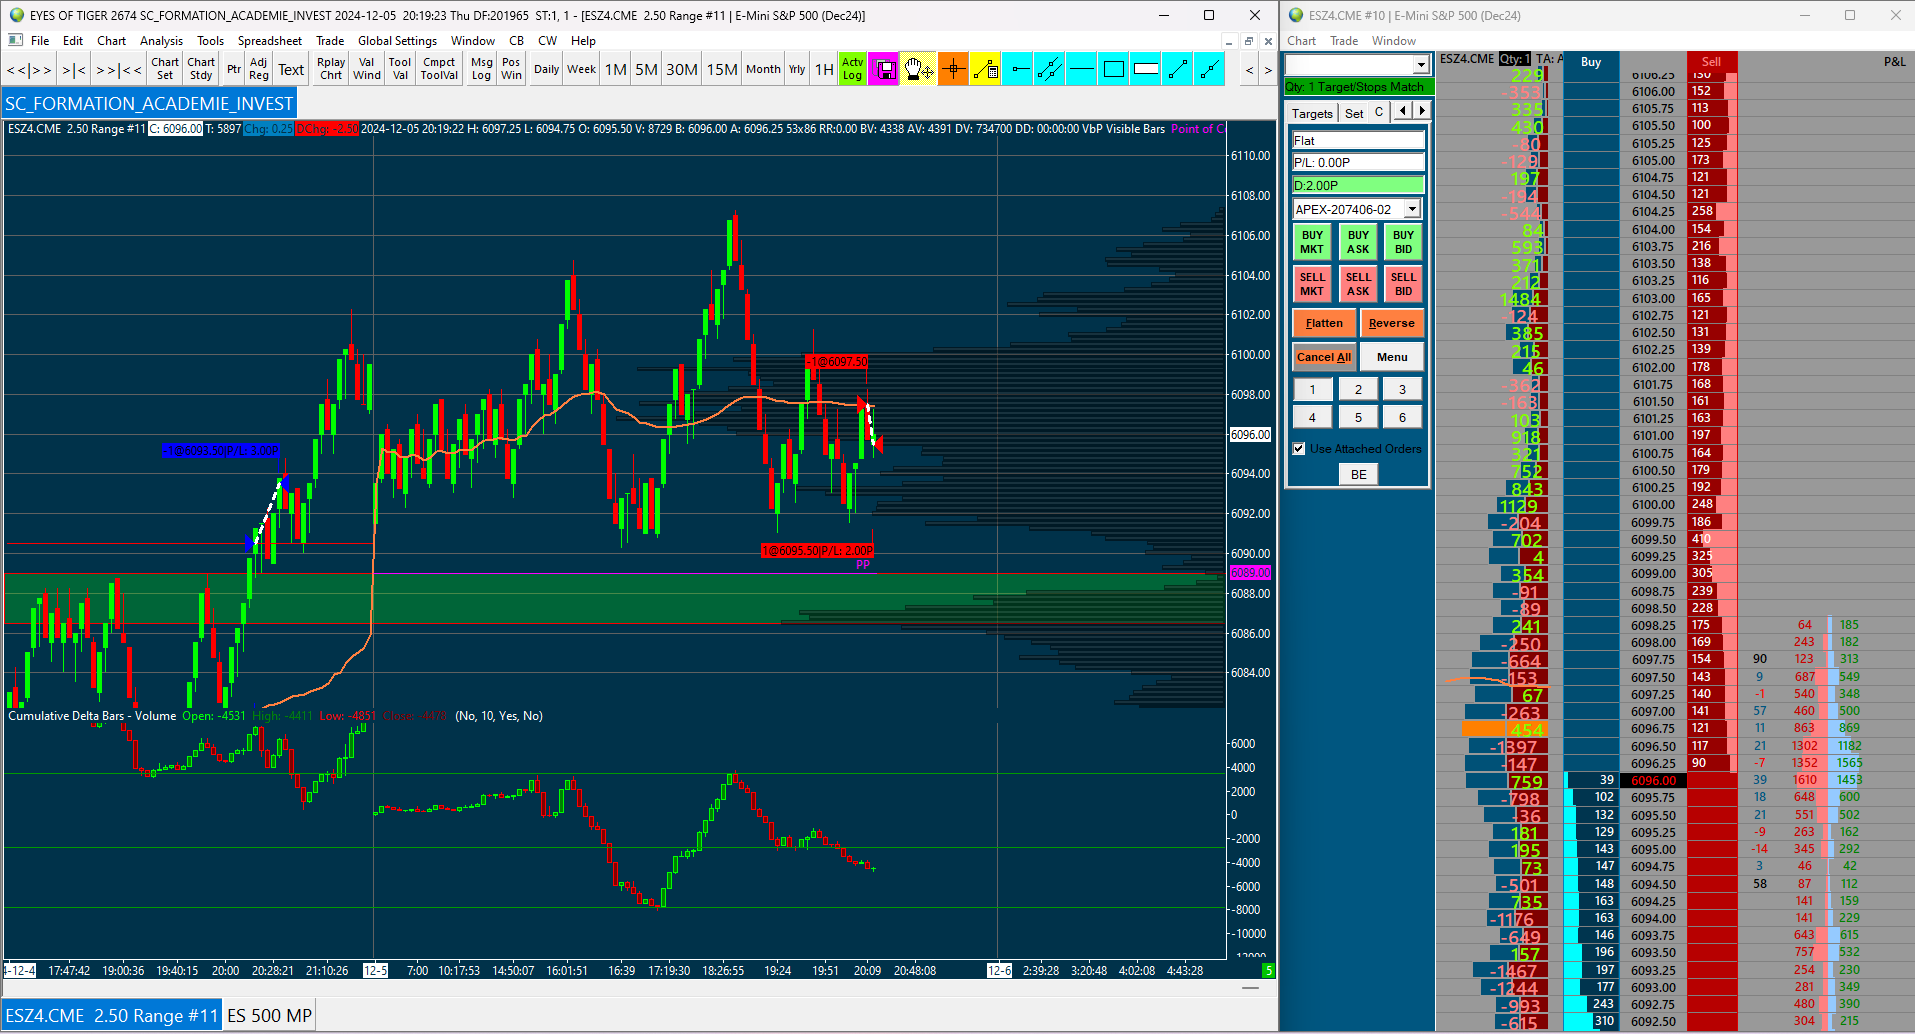 EYES OF TIGER 2674 SC_FORMATION_ACADEMIE_INVEST 2024-12-05  20:19:23 Thu DF:201965  ST:1, 1 - [ESZ4.CME  2.50 Range #11 | E-Mini S&P 500 (Dec24)]
File Edit Chart Analysis Tools Spreadsheet Trade Global Settings Window CB CW Help
<<|>> >|< >>|<< Chart Set Chart Stdy Ptr Adj Reg Text Rplay Chrt Val Wind Tool Val Cmpct ToolVal Msg Log Pos Win Daily Week 1M 5M 30M 15M Month Yrly 1H Actv Log < >
SC_FORMATION_ACADEMIE_INVEST
ESZ4.CME  2.50 Range #11 C: 6096.00 T: 5897 Chg: 0.25 DChg: -2.50 2024-12-05 20:19:22 H: 6097.25 L: 6094.75 O: 6095.50 V: 8729 B: 6096.00 A: 6096.25 53x86 RR:0.00 BV: 4338 AV: 4391 DV: 734700 DD: 00:00:00 VbP Visible Bars Point of C
6110.00
6108.00
6106.00
6104.00
6102.00
6100.00
-1@6097.50
6098.00
6096.00
-1@6093.50|P/L: 3.00P
6094.00
6092.00
1@6095.50|P/L: 2.00P
6090.00
PP
6089.00
6088.00
6086.00
6084.00
Cumulative Delta Bars - Volume Open: -4531 High: -4411 Low: -4851 Close: -4478 (No, 10, Yes, No)
6000
4000
2000
0
-2000
-4000
-6000
-8000
-10000
-12000
4-12-4 17:47:42 19:00:36 19:40:15 20:00 20:28:21 21:10:26 12-5 7:00 10:17:53 14:50:07 16:01:51 16:39 17:19:30 18:26:55 19:24 19:51 20:09 20:48:08 12-6 2:39:28 3:20:48 4:02:08 4:43:28 5
ESZ4.CME  2.50 Range #11 ES 500 MP
ESZ4.CME #10 | E-Mini S&P 500 (Dec24)
Chart Trade Window
Qty: 1 Target/Stops Match
Targets Set C
Flat
P/L: 0.00P
D:2.00P
APEX-207406-02
BUY MKT BUY ASK BUY BID
SELL MKT SELL ASK SELL BID
Flatten Reverse
Cancel All Menu
1 2 3
4 5 6
Use Attached Orders
BE
ESZ4.CME Qty: 1 TA: A Buy Sell P&L
229 6106.25 130
-353 6106.00 152
335 6105.75 113
430 6105.50 100
-80 6105.25 125
-129 6105.00 173
197 6104.75 121
-194 6104.50 121
-544 6104.25 258
84 6104.00 154
593 6103.75 216
371 6103.50 138
212 6103.25 116
1484 6103.00 165
-124 6102.75 121
385 6102.50 131
215 6102.25 139
46 6102.00 178
-362 6101.75 168
-163 6101.50 161
103 6101.25 163
918 6101.00 197
321 6100.75 164
752 6100.50 179
843 6100.25 192
1129 6100.00 248
-204 6099.75 186
702 6099.50 410
4 6099.25 325
354 6099.00 305
-91 6098.75 239
-89 6098.50 228
241 6098.25 175 64 185
-250 6098.00 169 243 182
-664 6097.75 154 90 123 313
-153 6097.50 143 9 687 549
67 6097.25 140 -1 540 348
-263 6097.00 141 57 460 500
454 6096.75 121 11 863 869
-1397 6096.50 117 21 1302 1182
-147 6096.25 90 -7 1352 1565
759 39 6096.00 39 1610 1453
-798 102 6095.75 18 648 600
-36 132 6095.50 21 551 502
181 129 6095.25 -9 263 162
195 143 6095.00 -14 345 292
73 147 6094.75 3 46 42
-501 148 6094.50 58 87 112
735 163 6094.25 141 159
-1176 163 6094.00 141 229
-649 146 6093.75 643 615
157 196 6093.50 757 532
-1467 197 6093.25 254 230
-1244 177 6093.00 281 349
-993 243 6092.75 480 390
-615 310 6092.50 304 215